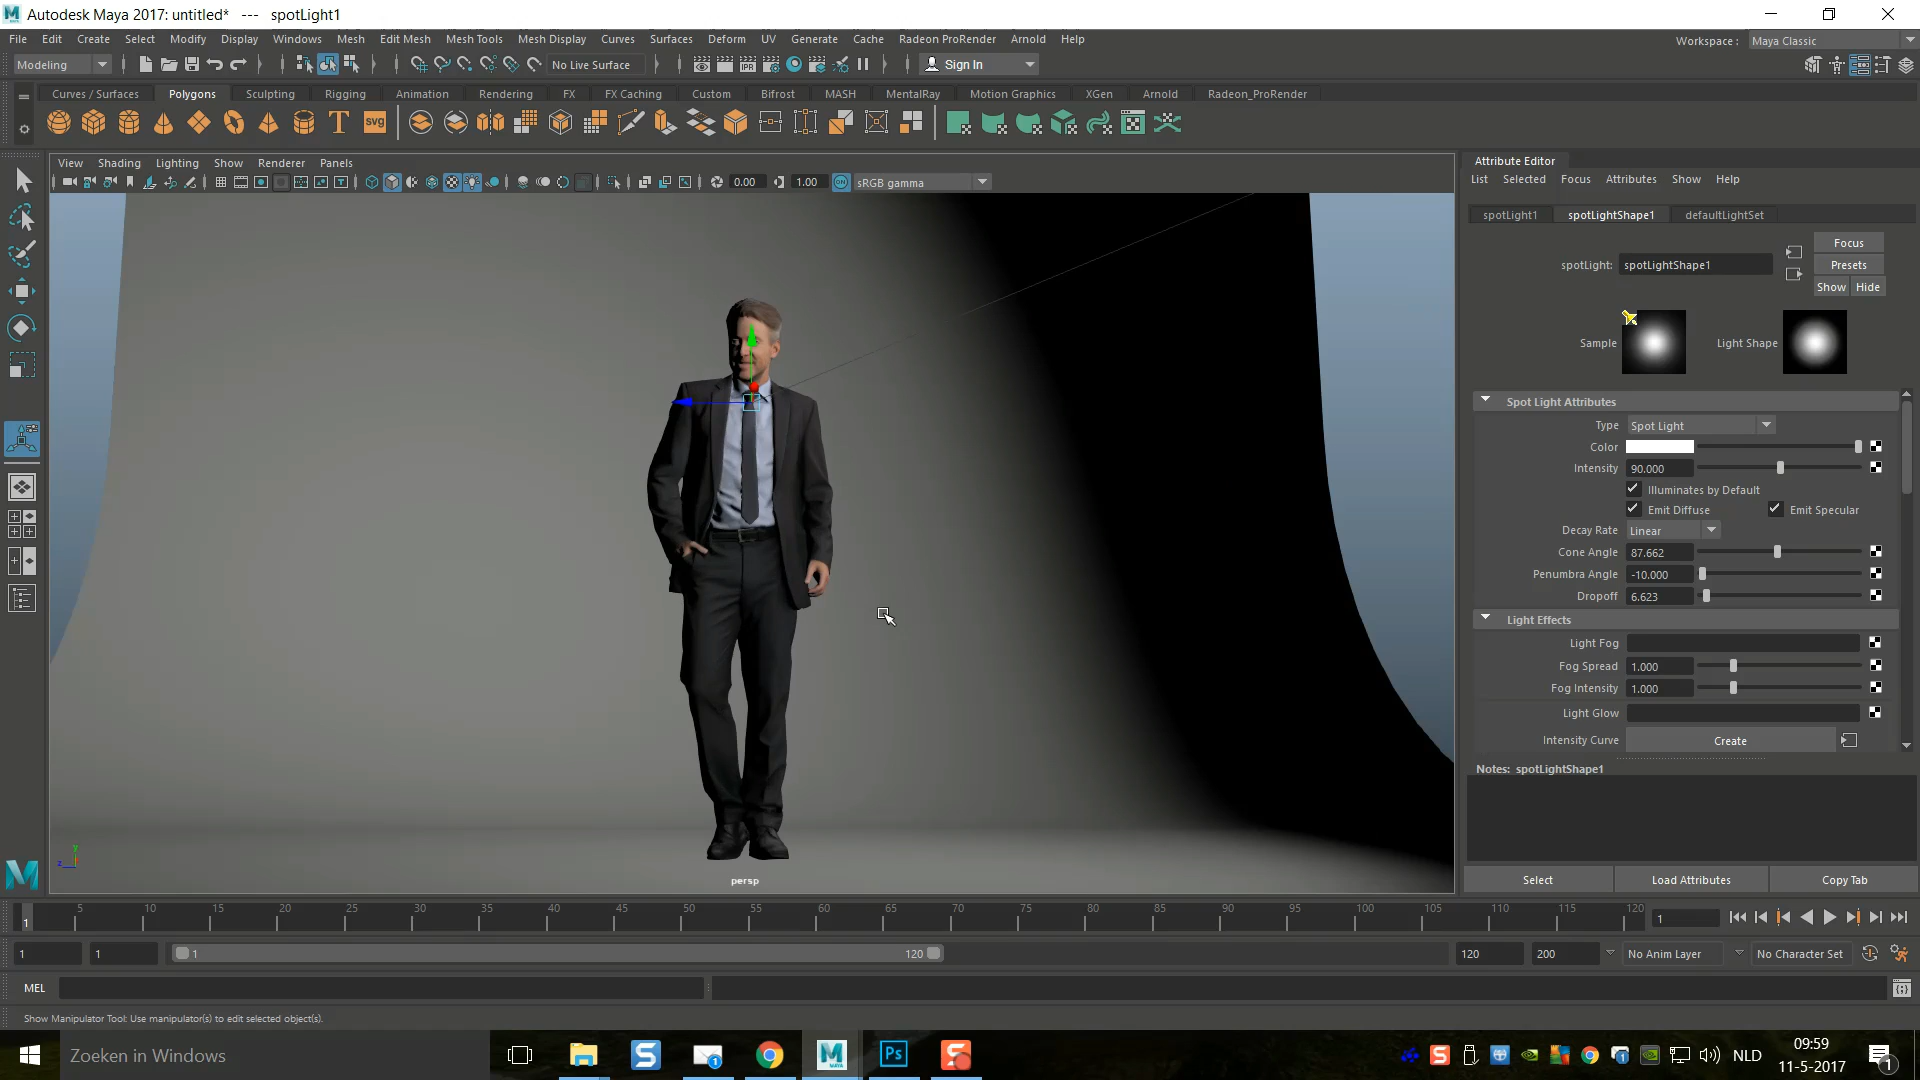 Autodesk Maya 2017: untitled*   ---   spotLight1
File Edit Create Select Modify Display Windows Mesh Edit Mesh Mesh Tools Mesh Display Curves Surfaces Deform UV Generate Cache Radeon ProRender Arnold Help
Workspace : Maya Classic
Modeling No Live Surface Sign In
Curves / Surfaces Polygons Sculpting Rigging Animation Rendering FX FX Caching Custom Bifrost MASH MentalRay Motion Graphics XGen Arnold Radeon_ProRender
View Shading Lighting Show Renderer Panels
0.00 1.00 ON sRGB gamma
persp
Attribute Editor
List Selected Focus Attributes Show Help
spotLight1 spotLightShape1 defaultLightSet
Focus
spotLight: spotLightShape1 Presets
Show Hide
Sample Light Shape
Spot Light Attributes
Type Spot Light
Color
Intensity 90.000
Illuminates by Default
Emit Diffuse Emit Specular
Decay Rate Linear
Cone Angle 87.662
Penumbra Angle -10.000
Dropoff 6.623
Light Effects
Light Fog
Fog Spread 1.000
Fog Intensity 1.000
Light Glow
Intensity Curve Create
Notes: spotLightShape1
Select Load Attributes Copy Tab
1 5 10 15 20 25 30 35 40 45 50 55 60 65 70 75 80 85 90 95 100 105 110 115 120 1
1 1 1 120 120 200 No Anim Layer No Character Set
MEL
Show Manipulator Tool: Use manipulator(s) to edit selected object(s).
Zoeken in Windows
NLD
09:59
11-5-2017